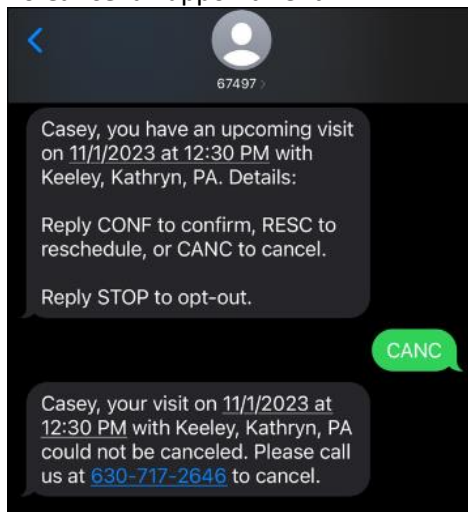 67497
Casey, you have an upcoming visit
on 11/1/2023 at 12:30 PM with
Keeley, Kathryn, PA. Details:
Reply CONF to confirm, RESC to
reschedule, or CANC to cancel.
Reply STOP to opt-out.
CANC
Casey, your visit on 11/1/2023 at
12:30 PM with Keeley, Kathryn, PA
could not be canceled. Please call
us at 630-717-2646 to cancel.